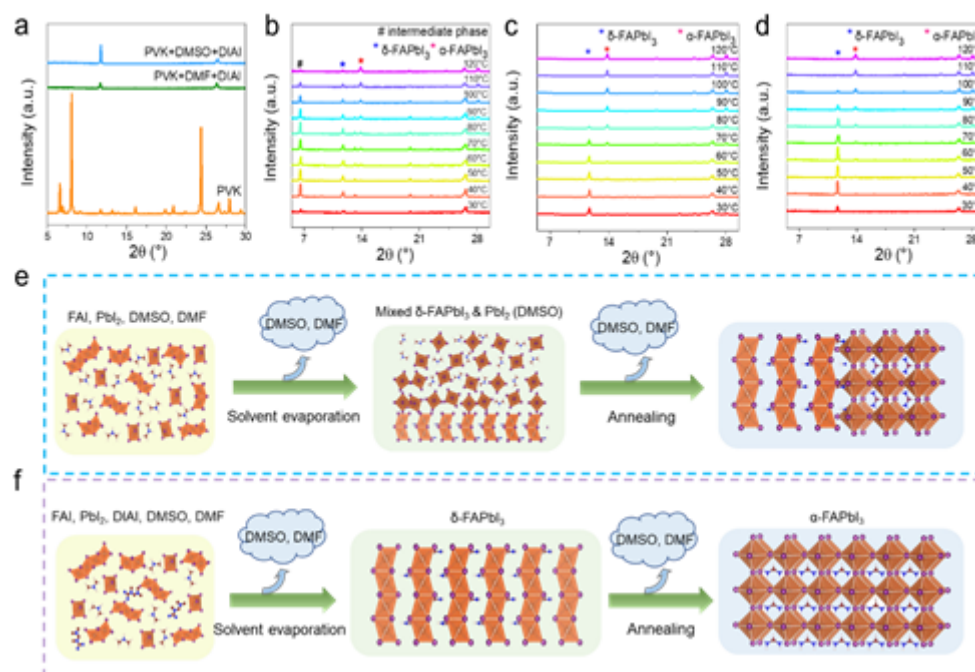 a
PVK+DMSO+DIAI
PVK+DMF+DIAI
PVK
Intensity (a.u.)
5 10 15 20 25 30
2θ (°)
b
# intermediate phase
* δ-FAPbI₃ * α-FAPbI₃
# * *
120°C
110°C
100°C
90°C
80°C
70°C
60°C
50°C
40°C
30°C
Intensity (a.u.)
7 14 21 28
2θ (°)
c
* δ-FAPbI₃ * α-FAPbI₃
* *
120°C
110°C
100°C
90°C
80°C
70°C
60°C
50°C
40°C
30°C
Intensity (a.u.)
7 14 21 28
2θ (°)
d
* δ-FAPbI₃ * α-FAPbI₃
* *
120°C
110°C
100°C
90°C
80°C
70°C
60°C
50°C
40°C
30°C
Intensity (a.u.)
7 14 21 28
2θ (°)
e
FAI, PbI₂, DMSO, DMF
DMSO, DMF
Solvent evaporation
Mixed δ-FAPbI₃ & PbI₂ (DMSO)
DMSO, DMF
Annealing
f
FAI, PbI₂, DIAI, DMSO, DMF
DMSO, DMF
Solvent evaporation
δ-FAPbI₃
DMSO, DMF
Annealing
α-FAPbI₃